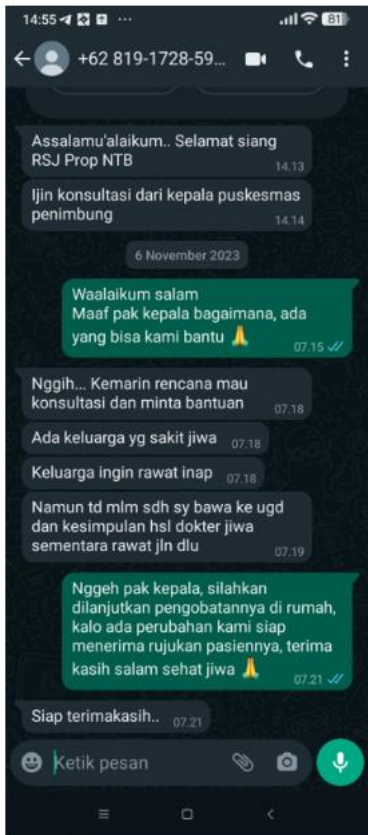 14:55 ... 81
+62 819-1728-59...
Assalamu'alaikum.. Selamat siang
RSJ Prop NTB
14.13
Ijin konsultasi dari kepala puskesmas
penimbung
14.14
6 November 2023
Waalaikum salam
Maaf pak kepala bagaimana, ada
yang bisa kami bantu 🙏
07.15
Nggih... Kemarin rencana mau
konsultasi dan minta bantuan
07.18
Ada keluarga yg sakit jiwa 07.18
Keluarga ingin rawat inap 07.18
Namun td mlm sdh sy bawa ke ugd
dan kesimpulan hsl dokter jiwa
sementara rawat jln dlu
07.19
Nggeh pak kepala, silahkan
dilanjutkan pengobatannya di rumah,
kalo ada perubahan kami siap
menerima rujukan pasiennya, terima
kasih salam sehat jiwa 🙏
07.21
Siap terimakasih.. 07.21
Ketik pesan